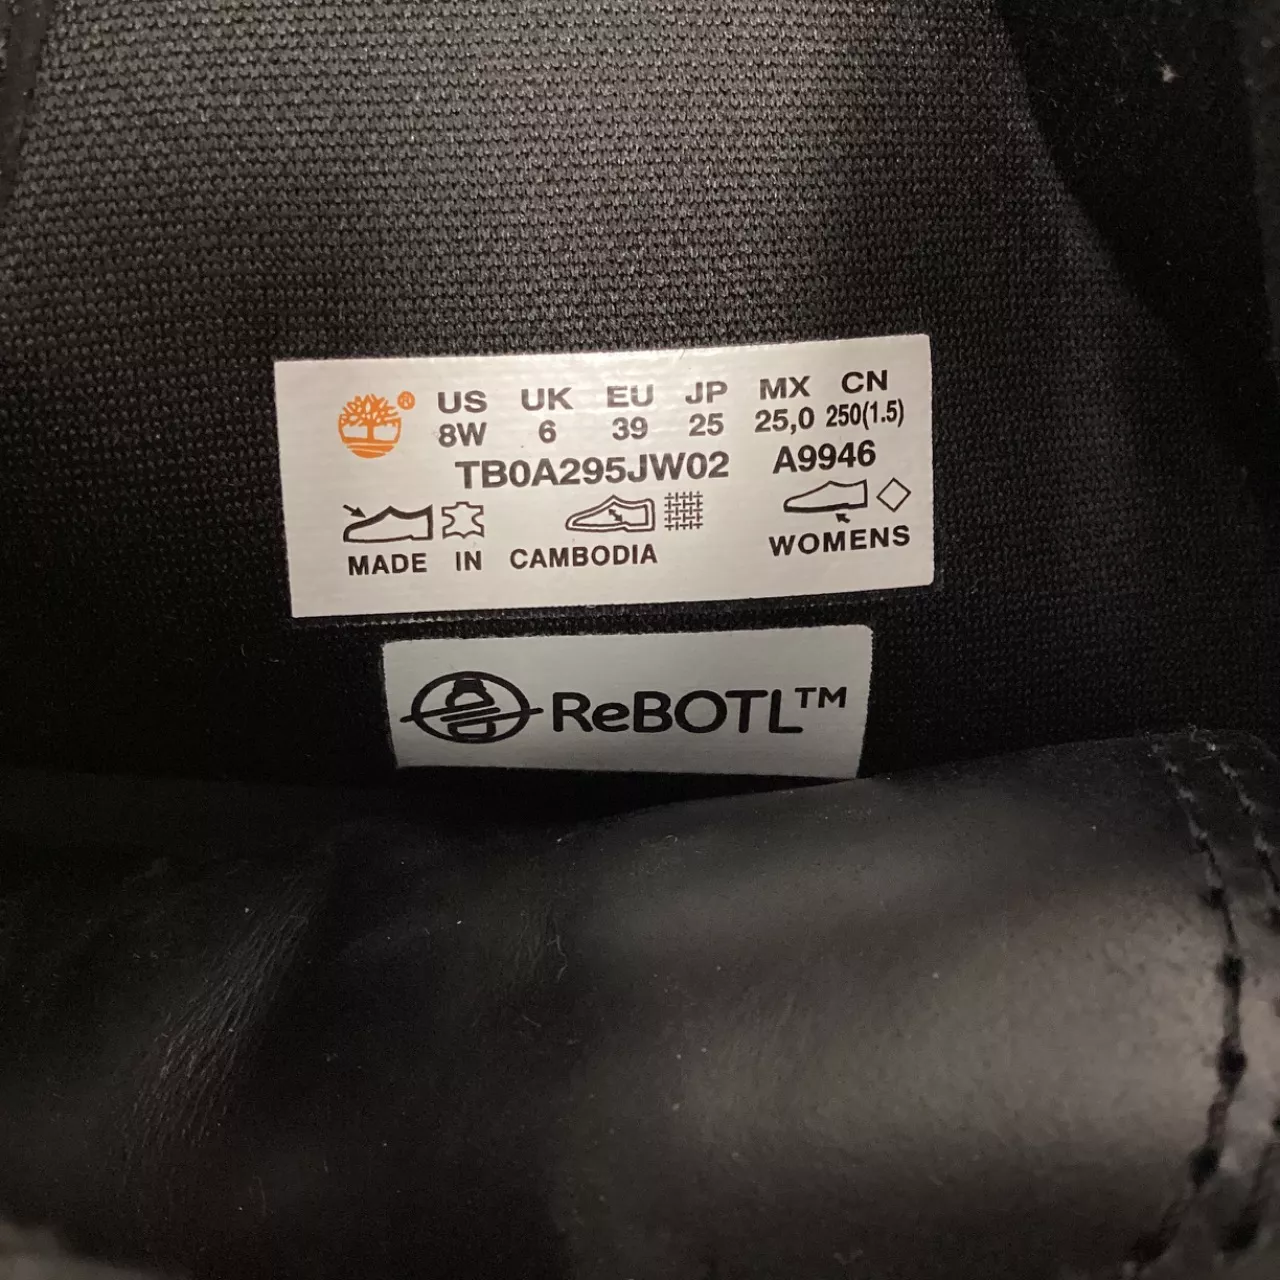 ® US UK EU JP MX CN
8W 6 39 25 25,0 250(1.5)
TB0A295JW02 A9946
MADE IN CAMBODIA WOMENS
ReBOTL™